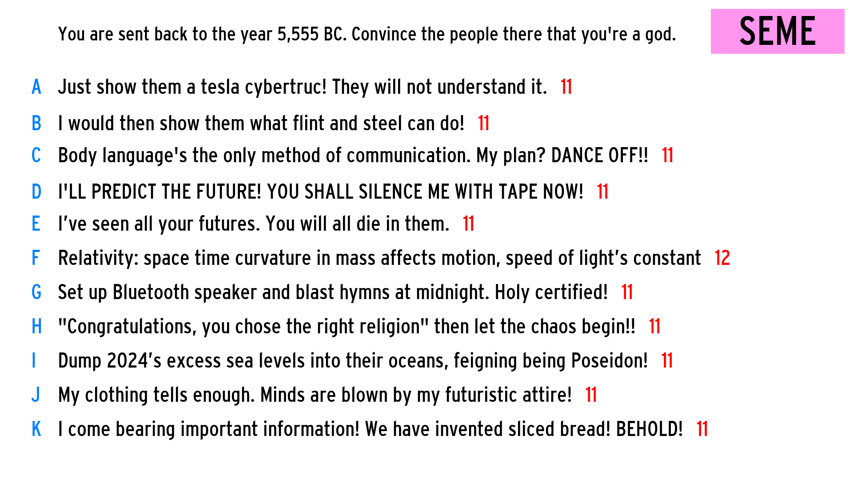 You are sent back to the year 5,555 BC. Convince the people there that you're a god.
SEME
A Just show them a tesla cybertruc! They will not understand it. 11
B I would then show them what flint and steel can do! 11
C Body language's the only method of communication. My plan? DANCE OFF!! 11
D I'LL PREDICT THE FUTURE! YOU SHALL SILENCE ME WITH TAPE NOW! 11
E I’ve seen all your futures. You will all die in them. 11
F Relativity: space time curvature in mass affects motion, speed of light’s constant 12
G Set up Bluetooth speaker and blast hymns at midnight. Holy certified! 11
H "Congratulations, you chose the right religion" then let the chaos begin!! 11
I Dump 2024’s excess sea levels into their oceans, feigning being Poseidon! 11
J My clothing tells enough. Minds are blown by my futuristic attire! 11
K I come bearing important information! We have invented sliced bread! BEHOLD! 11